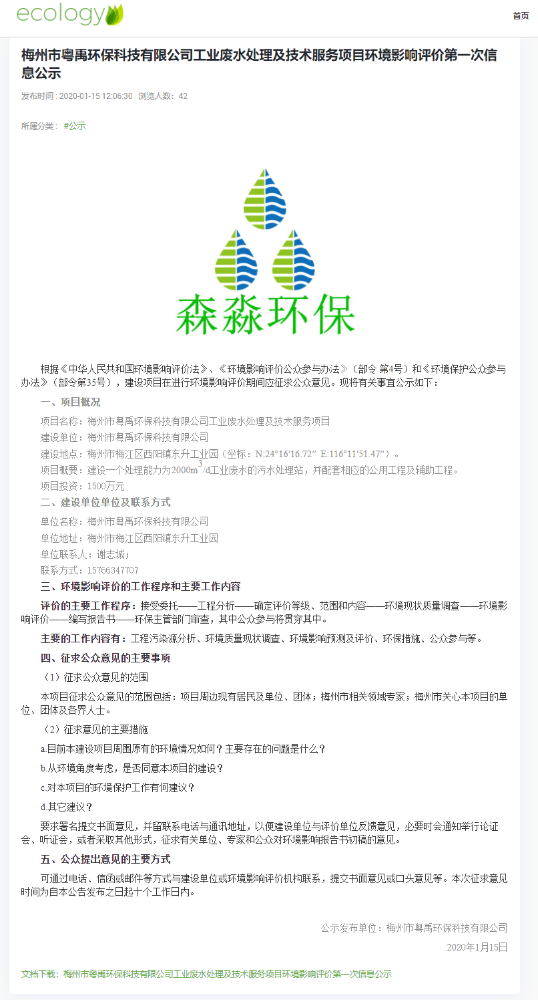 ecology
首页
梅州市粤禹环保科技有限公司工业废水处理及技术服务项目环境影响评价第一次信
息公示
发布时间 : 2020-01-15 12:06:30 浏览人数：42
所属分类： #公示
森淼环保
根据《中华人民共和国环境影响评价法》、《环境影响评价公众参与办法》（部令 第4号）和《环境保护公众参与
办法》（部令第35号），建设项目在进行环境影响评价期间应征求公众意见。现将有关事宜公示如下：
一、项目概况
项目名称：梅州市粤禹环保科技有限公司工业废水处理及技术服务项目
建设单位：梅州市粤禹环保科技有限公司
建设地点：梅州市梅江区西阳镇东升工业园（坐标：N:24°16′16.72″ E:116°11′51.47″）。
项目概要：建设一个处理能力为2000m³/d工业废水的污水处理站，并配套相应的公用工程及辅助工程。
项目投资：1500万元
二、建设单位单位及联系方式
单位名称：梅州市粤禹环保科技有限公司
单位地址：梅州市梅江区西阳镇东升工业园
单位联系人：谢志城；
联系方式：15766347707
三、环境影响评价的工作程序和主要工作内容
评价的主要工作程序：接受委托——工程分析——确定评价等级、范围和内容——环境现状质量调查——环境影
响评价——编写报告书——环保主管部门审查，其中公众参与将贯穿其中。
主要的工作内容有：工程污染源分析、环境质量现状调查、环境影响预测及评价、环保措施、公众参与等。
四、征求公众意见的主要事项
（1）征求公众意见的范围
本项目征求公众意见的范围包括：项目周边现有居民及单位、团体；梅州市相关领域专家；梅州市关心本项目的单
位、团体及各界人士。
（2）征求意见的主要措施
a.目前本建设项目周围原有的环境情况如何？主要存在的问题是什么？
b.从环境角度考虑，是否同意本项目的建设？
c.对本项目的环境保护工作有何建议？
d.其它建议？
要求署名提交书面意见，并留联系电话与通讯地址，以便建设单位与评价单位反馈意见，必要时会通知举行论证
会、听证会，或者采取其他形式，征求有关单位、专家和公众对环境影响报告书初稿的意见。
五、公众提出意见的主要方式
可通过电话、信函或邮件等方式与建设单位或环境影响评价机构联系，提交书面意见或口头意见等。本次征求意见
时间为自本公告发布之日起十个工作日内。
公示发布单位：梅州市粤禹环保科技有限公司
2020年1月15日
文档下载：梅州市粤禹环保科技有限公司工业废水处理及技术服务项目环境影响评价第一次信息公示